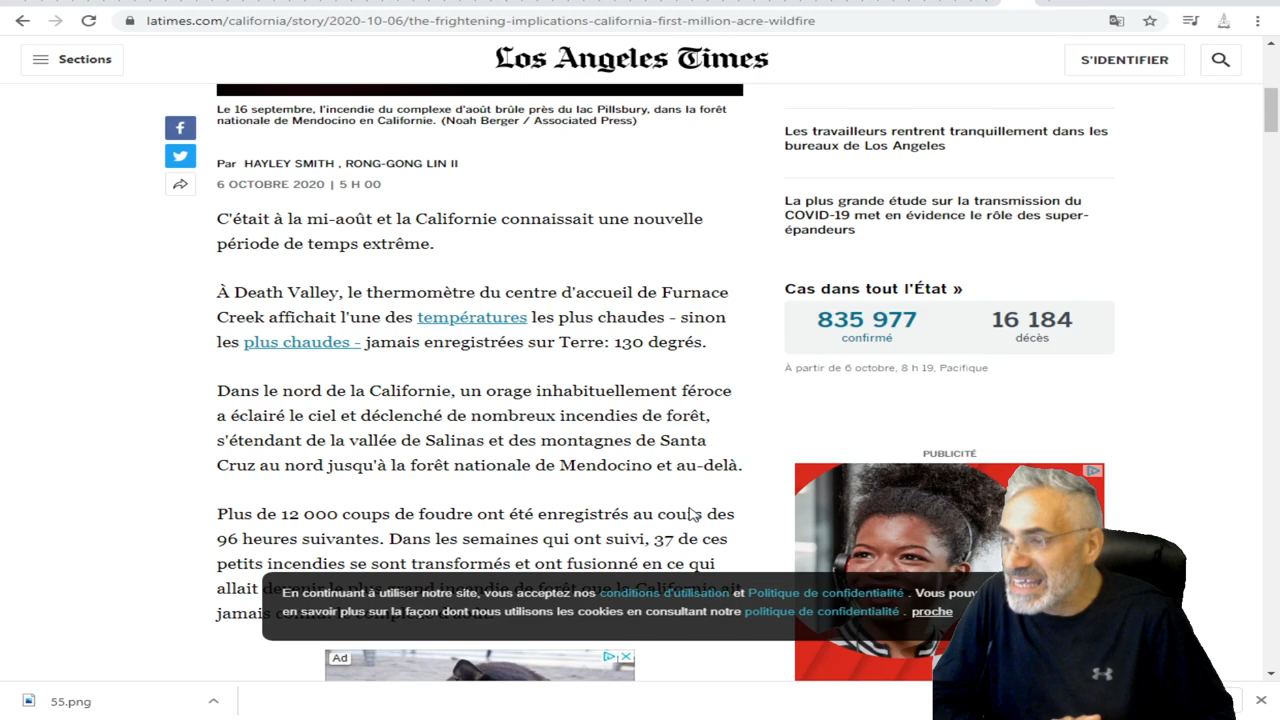 latimes.com/california/story/2020-10-06/the-frightening-implications-california-first-million-acre-wildfire
Sections
Los Angeles Times
S'IDENTIFIER
Le 16 septembre, l'incendie du complexe d'août brûle près du lac Pillsbury, dans la forêt
nationale de Mendocino en Californie. (Noah Berger / Associated Press)
Par HAYLEY SMITH , RONG-GONG LIN II
6 OCTOBRE 2020 | 5 H 00
C'était à la mi-août et la Californie connaissait une nouvelle
période de temps extrême.
À Death Valley, le thermomètre du centre d'accueil de Furnace
Creek affichait l'une des températures les plus chaudes - sinon
les plus chaudes - jamais enregistrées sur Terre: 130 degrés.
Dans le nord de la Californie, un orage inhabituellement féroce
a éclairé le ciel et déclenché de nombreux incendies de forêt,
s'étendant de la vallée de Salinas et des montagnes de Santa
Cruz au nord jusqu'à la forêt nationale de Mendocino et au-delà.
Plus de 12 000 coups de foudre ont été enregistrés au cours des
96 heures suivantes. Dans les semaines qui ont suivi, 37 de ces
petits incendies se sont transformés et ont fusionné en ce qui
allait
jamais
En continuant à utiliser notre site, vous acceptez nos conditions d'utilisation et Politique de confidentialité . Vous
en savoir plus sur la façon dont nous utilisons les cookies en consultant notre politique de confidentialité . proche
Ad
Les travailleurs rentrent tranquillement dans les
bureaux de Los Angeles
La plus grande étude sur la transmission du
COVID-19 met en évidence le rôle des super-
épandeurs
Cas dans tout l'État »
835 977 16 184
confirmé décès
À partir de 6 octobre, 8 h 19, Pacifique
PUBLICITÉ
55.png